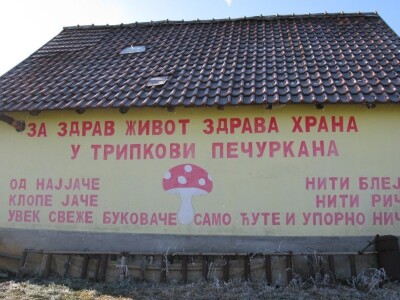 ЗА ЗДРАВ ЖИВОТ ЗДРАВА ХРАНА
У ТРИПКОВИ ПЕЧУРКАНА
ОД НАЈЈАЧЕ НИТИ БЛЕЈ
КЛОПЕ ЈАЧЕ НИТИ РИЧ
УВЕК СВЕЖЕ БУКОВАЧЕ САМО ЋУТЕ И УПОРНО НИЧ